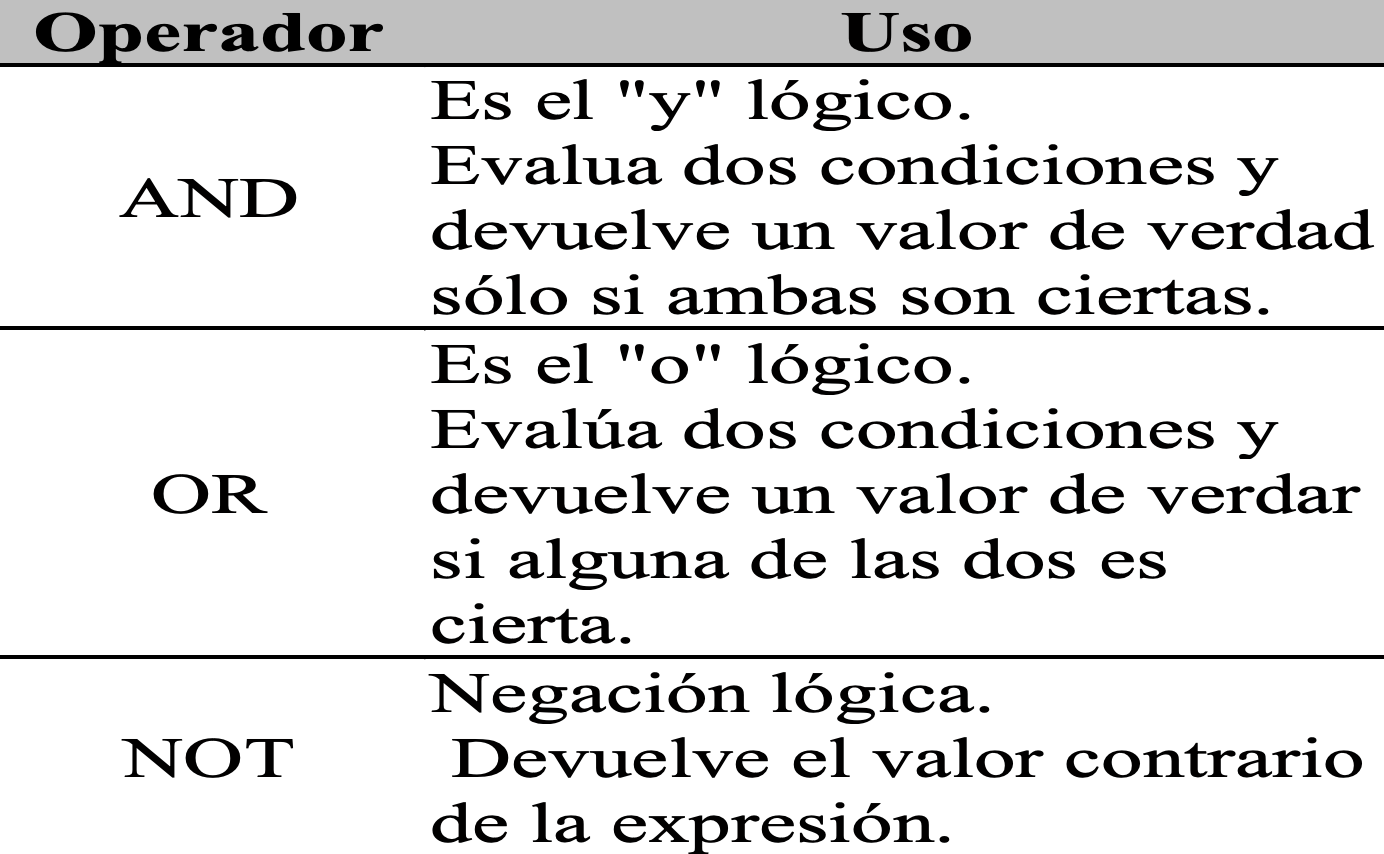 Operador Uso
AND
Es el "y" lógico.
Evalua dos condiciones y
devuelve un valor de verdad
sólo si ambas son ciertas.
OR
Es el "o" lógico.
Evalúa dos condiciones y
devuelve un valor de verdar
si alguna de las dos es
cierta.
NOT
Negación lógica.
Devuelve el valor contrario
de la expresión.